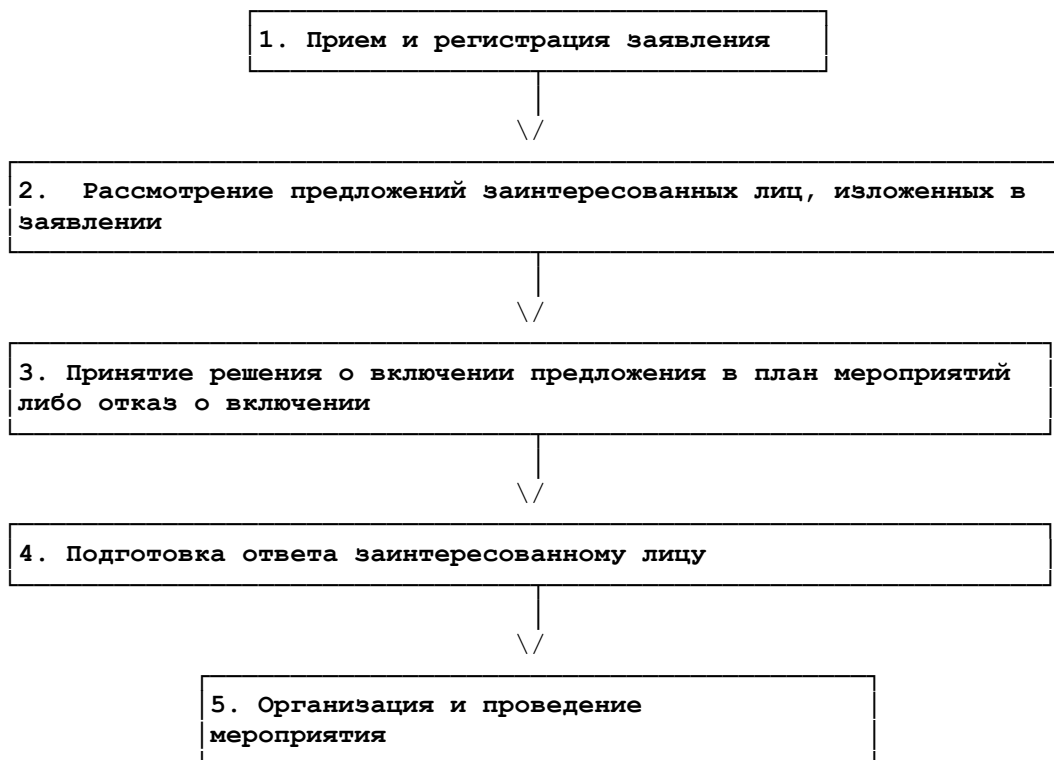 1. Прием и регистрация заявления
2. Рассмотрение предложений заинтересованных лиц, изложенных в
заявлении
3. Принятие решения о включении предложения в план мероприятий
либо отказ о включении
4. Подготовка ответа заинтересованному лицу
5. Организация и проведение
мероприятия